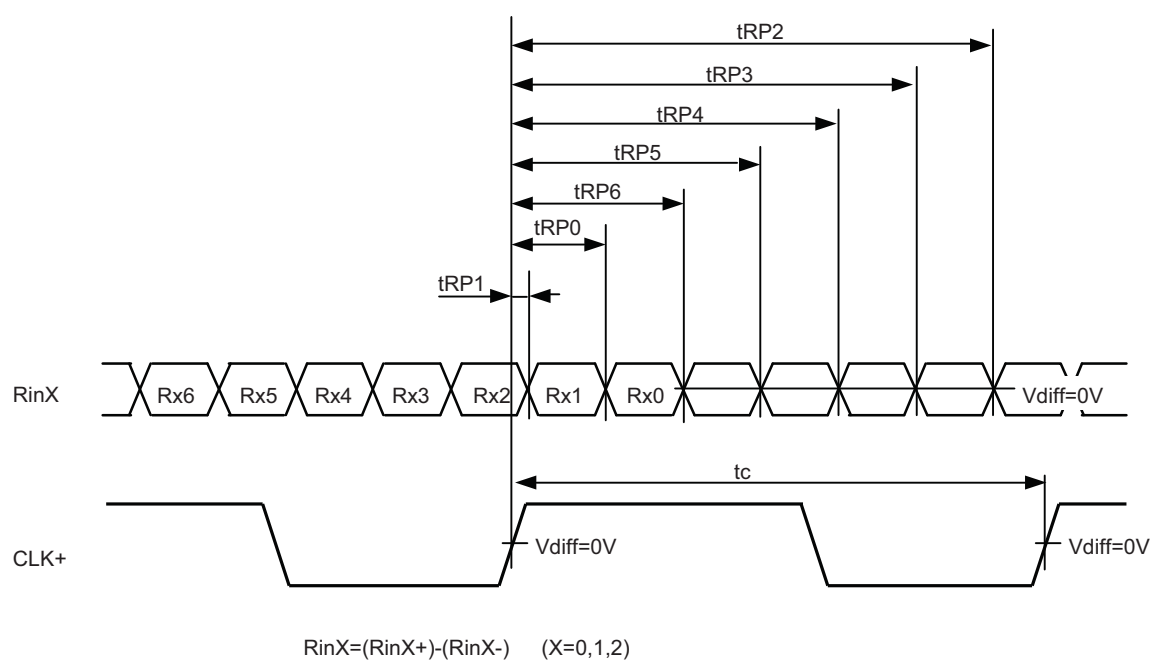 tRP2
tRP3
tRP4
tRP5
tRP6
tRP0
tRP1
RinX Rx6 Rx5 Rx4 Rx3 Rx2 Rx1 Rx0 Vdiff=0V
tc
CLK+ Vdiff=0V Vdiff=0V
RinX=(RinX+)-(RinX-) (X=0,1,2)